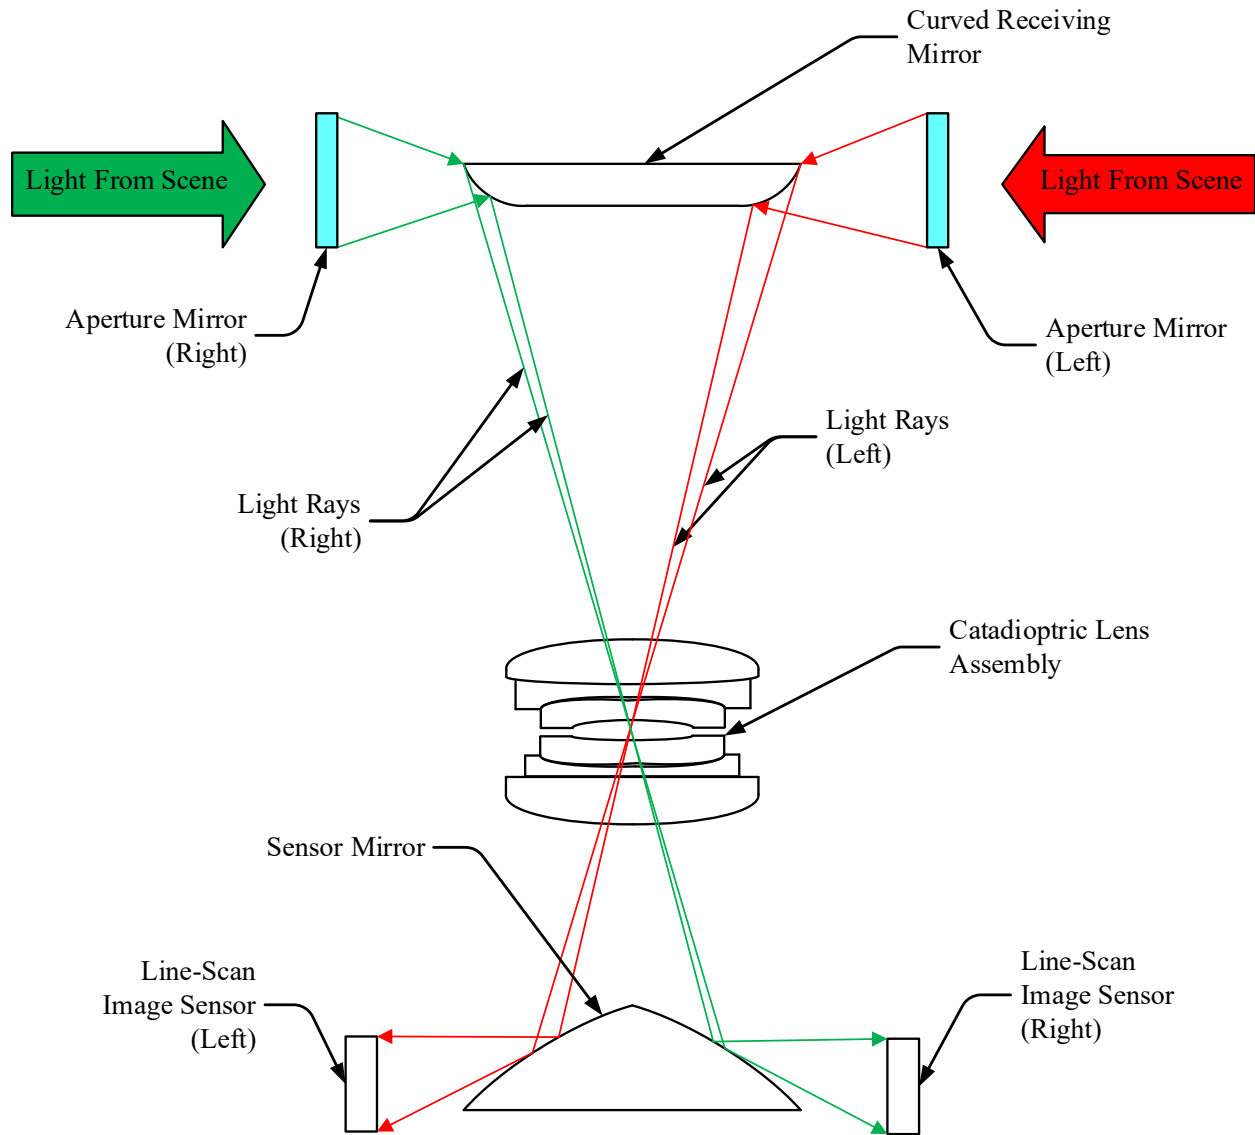 Curved Receiving
Mirror
Light From Scene
Light From Scene
Aperture Mirror
(Right)
Aperture Mirror
(Left)
Light Rays
(Left)
Light Rays
(Right)
Catadioptric Lens
Assembly
Sensor Mirror
Line-Scan
Image Sensor
(Left)
Line-Scan
Image Sensor
(Right)